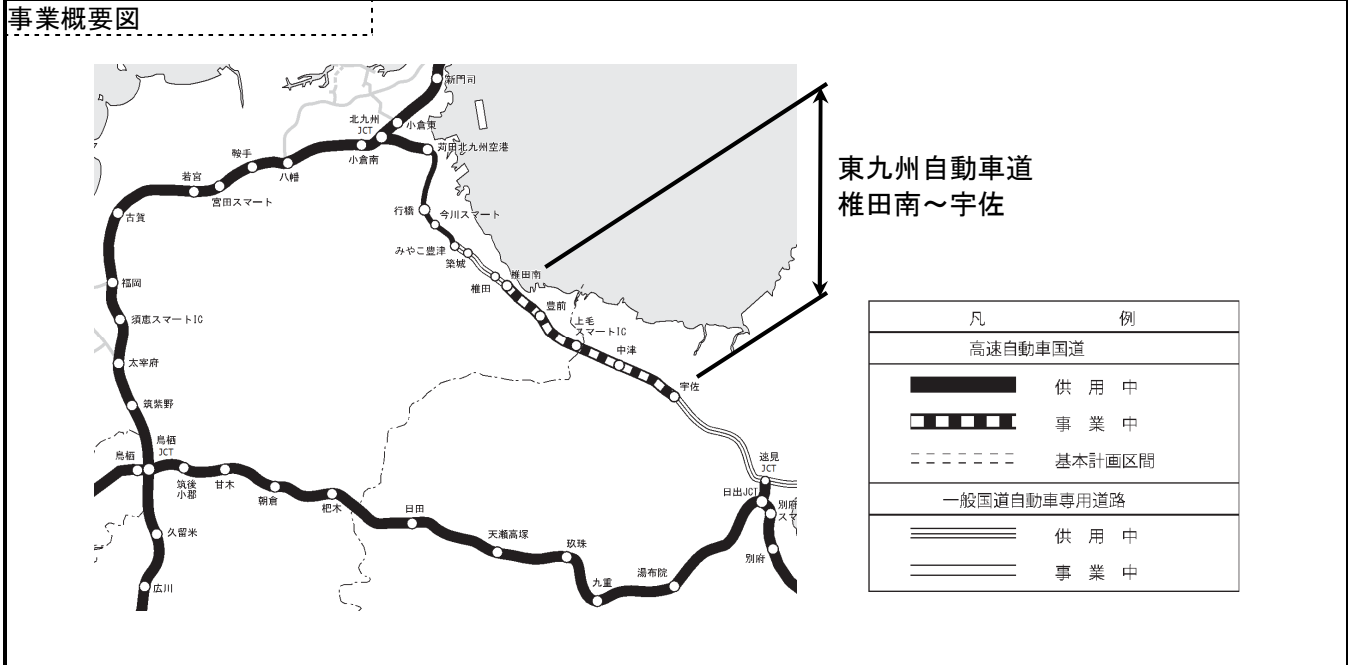 事業概要図
新門司
北九州
JCT
小倉東
小倉南
苅田北九州空港
鞍手
八幡
若宮
宮田スマート
古賀
行橋
今川スマート
みやこ豊津
築城
椎田
椎田南
豊前
上毛
スマートIC
中津
宇佐
福岡
須恵スマートIC
太宰府
筑紫野
鳥栖
JCT
鳥栖
筑後
小郡
甘木
朝倉
杷木
日田
天瀬高塚
玖珠
九重
湯布院
速見
JCT
日出JCT
別府
スマ
別府
久留米
広川
東九州自動車道
椎田南~宇佐
凡例
高速自動車国道
供用中
事業中
基本計画区間
一般国道自動車専用道路
供用中
事業中